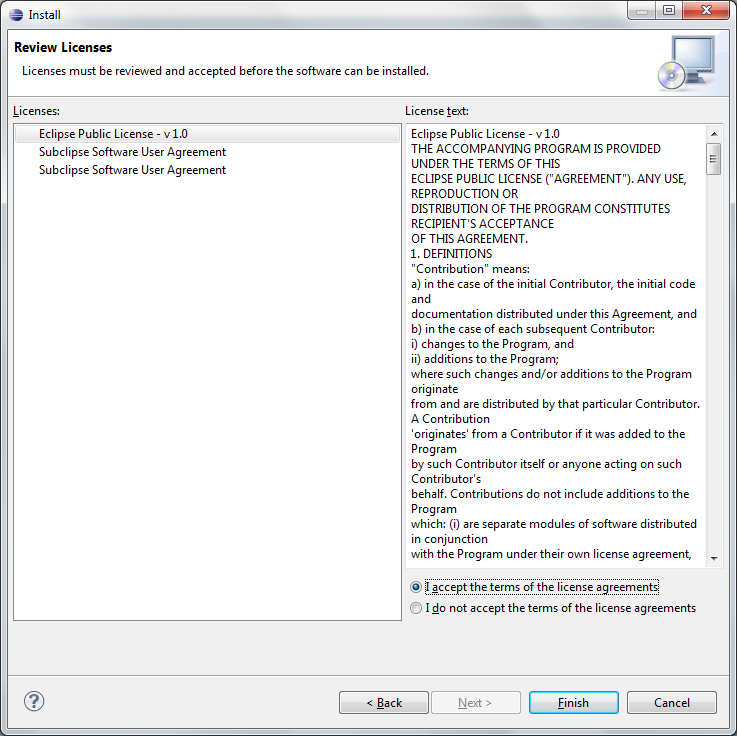 Install
Review Licenses
Licenses must be reviewed and accepted before the software can be installed.
Licenses:
Eclipse Public License - v 1.0
Subclipse Software User Agreement
Subclipse Software User Agreement
License text:
Eclipse Public License - v 1.0
THE ACCOMPANYING PROGRAM IS PROVIDED
UNDER THE TERMS OF THIS
ECLIPSE PUBLIC LICENSE ("AGREEMENT"). ANY USE,
REPRODUCTION OR
DISTRIBUTION OF THE PROGRAM CONSTITUTES
RECIPIENT'S ACCEPTANCE
OF THIS AGREEMENT.
1. DEFINITIONS
"Contribution" means:
a) in the case of the initial Contributor, the initial code
and
documentation distributed under this Agreement, and
b) in the case of each subsequent Contributor:
i) changes to the Program, and
ii) additions to the Program;
where such changes and/or additions to the Program
originate
from and are distributed by that particular Contributor.
A Contribution
'originates' from a Contributor if it was added to the
Program
by such Contributor itself or anyone acting on such
Contributor's
behalf. Contributions do not include additions to the
Program
which: (i) are separate modules of software distributed
in conjunction
with the Program under their own license agreement,
I accept the terms of the license agreements
I do not accept the terms of the license agreements
?
< Back
Next >
Finish
Cancel